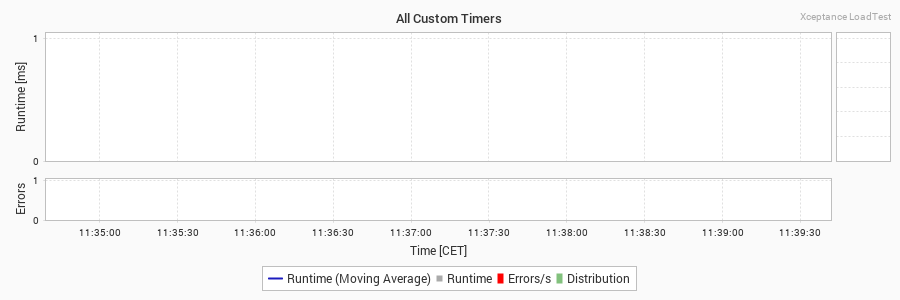 All Custom Timers
Xceptance LoadTest
1
Runtime [ms]
0
1
Errors
0
11:35:00 11:35:30 11:36:00 11:36:30 11:37:00 11:37:30 11:38:00 11:38:30 11:39:00 11:39:30
Time [CET]
Runtime (Moving Average) Runtime Errors/s Distribution